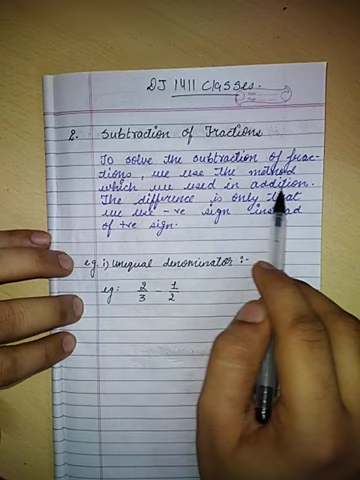 DJ 1411 Classes.
2. Subtraction of Fractions
To solve the subtraction of frac-
tions, we use the method
which we used in addition.
The difference is only that
we use -ve sign instead
of +ve sign.
eg. i) Unequal denominator :-
eg: 2/3 - 1/2